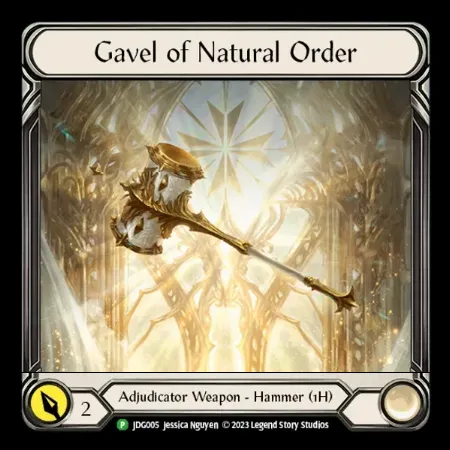 Gavel of Natural Order
2
Adjudicator Weapon - Hammer (1H)
P JDG005 Jessica Nguyen © 2023 Legend Story Studios